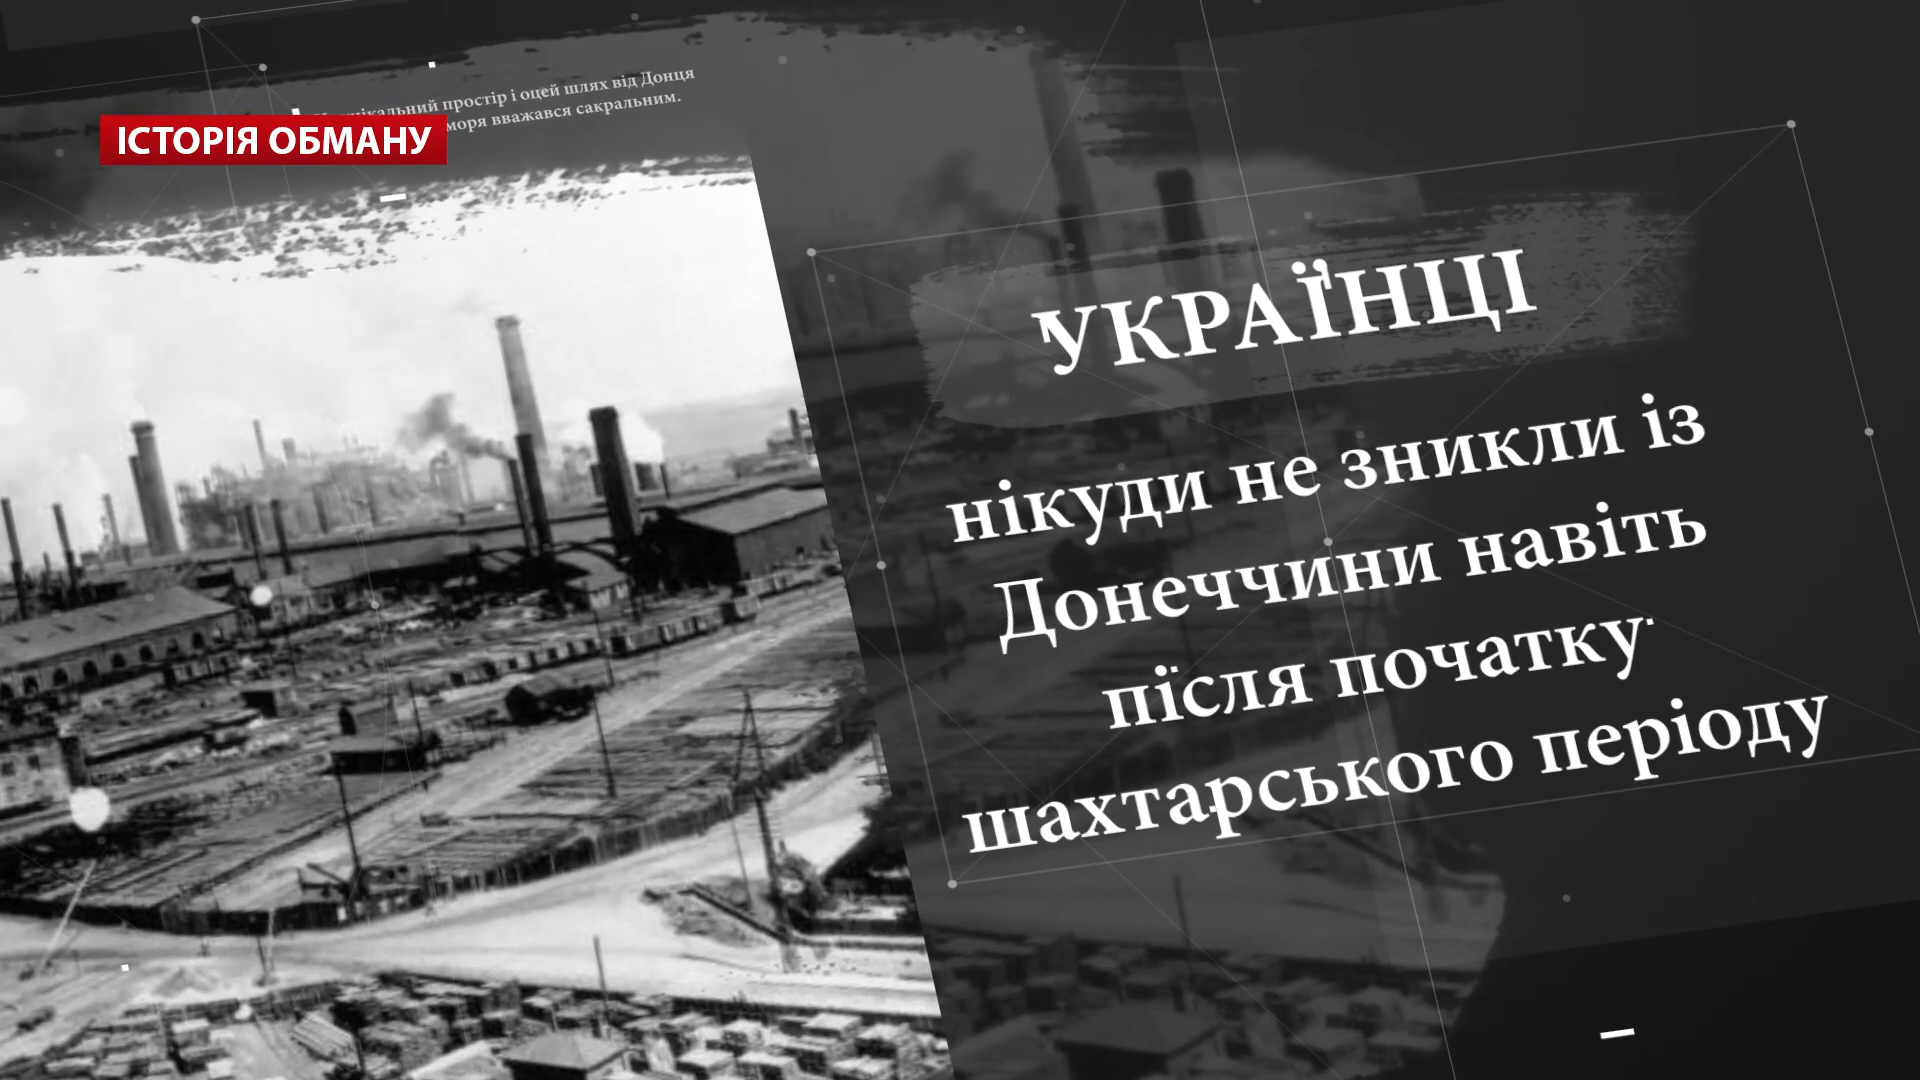 простір і оцей шлях від Донця
моря вважався сакральним.
ІСТОРІЯ ОБМАНУ
УКРАЇНЦІ
нікуди не зникли із
Донеччини навіть
після початку
шахтарського періоду